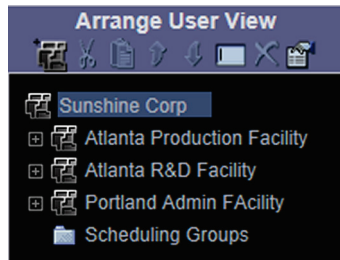 Arrange User View
Sunshine Corp
Atlanta Production Facility
Atlanta R&D Facility
Portland Admin FAcility
Scheduling Groups